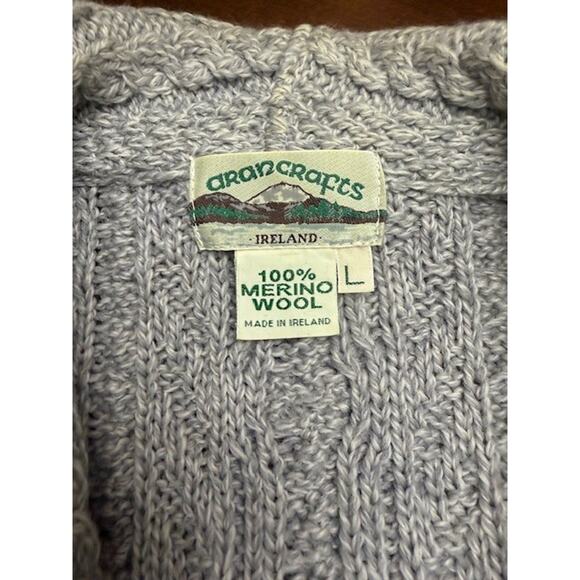 arancrafts
· IRELAND ·
100%
MERINO
WOOL
MADE IN IRELAND
L